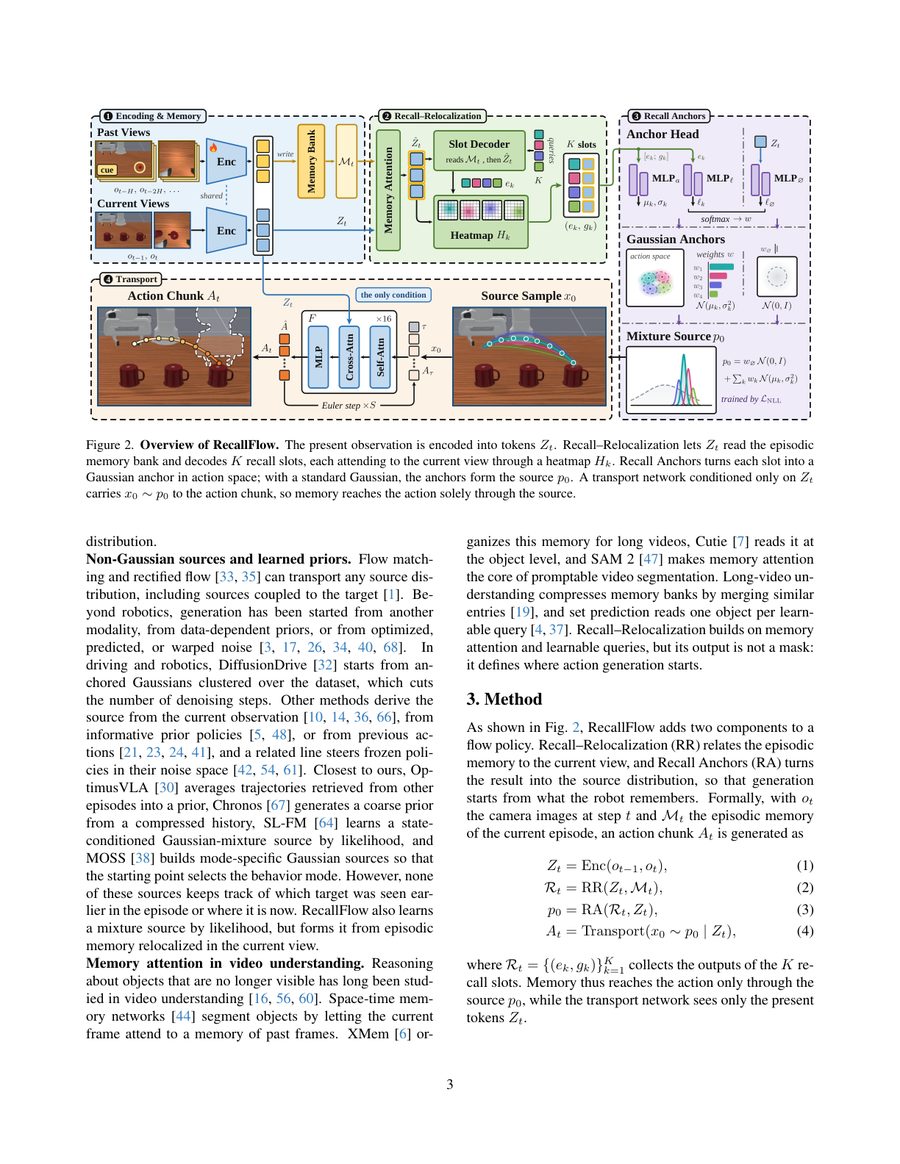 ❶ Encoding & Memory
Past Views
cue
o_{t−H}, o_{t−2H}, . . .
shared
Current Views
o_{t−1}, o_t
Enc
Enc
write
Memory Bank
M_t
Z_t
❷ Recall–Relocalization
Memory Attention
Ẑ_t
Slot Decoder
reads M_t , then Ẑ_t
queries
K
e_k
Heatmap H_k
K slots
(e_k, g_k)
❸ Recall Anchors
Anchor Head
[e_k; g_k]
e_k
Z_t
MLP_a
MLP_ℓ
MLP_∅
μ_k, σ_k
ℓ_k
ℓ_∅
softmax → w
Gaussian Anchors
action space
weights w
w_1
w_2
w_3
w_4
N(μ_k, σ_k^2)
w_∅
N(0, I)
Mixture Source p_0
p_0 = w_∅ N(0, I)
+ ∑_k w_k N(μ_k, σ_k^2)
trained by L_NLL
❹ Transport
Action Chunk A_t
Z_t
the only condition
Source Sample x_0
A_t
Â
F
×16
MLP
Cross-Attn
Self-Attn
τ
A_τ
x_0
Euler step ×S
Figure 2. Overview of RecallFlow. The present observation is encoded into tokens Z_t. Recall–Relocalization lets Z_t read the episodic
memory bank and decodes K recall slots, each attending to the current view through a heatmap H_k. Recall Anchors turns each slot into a
Gaussian anchor in action space; with a standard Gaussian, the anchors form the source p_0. A transport network conditioned only on Z_t
carries x_0 ∼ p_0 to the action chunk, so memory reaches the action solely through the source.
distribution.
Non-Gaussian sources and learned priors. Flow match-
ing and rectified flow [33, 35] can transport any source dis-
tribution, including sources coupled to the target [1]. Be-
yond robotics, generation has been started from another
modality, from data-dependent priors, or from optimized,
predicted, or warped noise [3, 17, 26, 34, 40, 68]. In
driving and robotics, DiffusionDrive [32] starts from an-
chored Gaussians clustered over the dataset, which cuts
the number of denoising steps. Other methods derive the
source from the current observation [10, 14, 36, 66], from
informative prior policies [5, 48], or from previous ac-
tions [21, 23, 24, 41], and a related line steers frozen poli-
cies in their noise space [42, 54, 61]. Closest to ours, Op-
timusVLA [30] averages trajectories retrieved from other
episodes into a prior, Chronos [67] generates a coarse prior
from a compressed history, SL-FM [64] learns a state-
conditioned Gaussian-mixture source by likelihood, and
MOSS [38] builds mode-specific Gaussian sources so that
the starting point selects the behavior mode. However, none
of these sources keeps track of which target was seen ear-
lier in the episode or where it is now. RecallFlow also learns
a mixture source by likelihood, but forms it from episodic
memory relocalized in the current view.
Memory attention in video understanding. Reasoning
about objects that are no longer visible has long been stud-
ied in video understanding [16, 56, 60]. Space-time mem-
ory networks [44] segment objects by letting the current
frame attend to a memory of past frames. XMem [6] or-
ganizes this memory for long videos, Cutie [7] reads it at
the object level, and SAM 2 [47] makes memory attention
the core of promptable video segmentation. Long-video un-
derstanding compresses memory banks by merging similar
entries [19], and set prediction reads one object per learn-
able query [4, 37]. Recall–Relocalization builds on memory
attention and learnable queries, but its output is not a mask:
it defines where action generation starts.
3. Method
As shown in Fig. 2, RecallFlow adds two components to a
flow policy. Recall–Relocalization (RR) relates the episodic
memory to the current view, and Recall Anchors (RA) turns
the result into the source distribution, so that generation
starts from what the robot remembers. Formally, with o_t
the camera images at step t and M_t the episodic memory
of the current episode, an action chunk A_t is generated as
Z_t = Enc(o_{t−1}, o_t), (1)
R_t = RR(Z_t, M_t), (2)
p_0 = RA(R_t, Z_t), (3)
A_t = Transport(x_0 ∼ p_0 | Z_t), (4)
where R_t = {(e_k, g_k)}_{k=1}^K collects the outputs of the K re-
call slots. Memory thus reaches the action only through the
source p_0, while the transport network sees only the present
tokens Z_t.
3